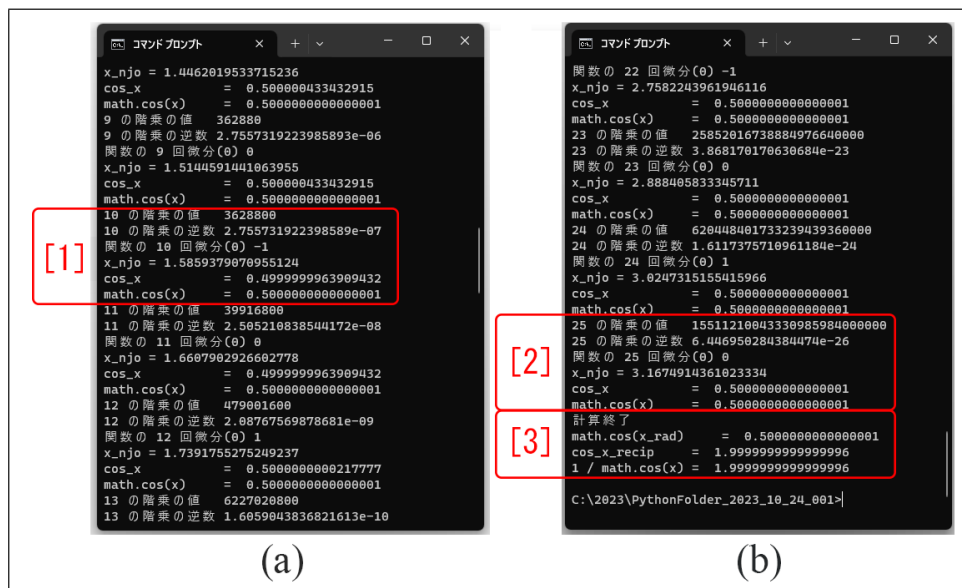 コマンド プロンプト
x_njo = 1.4462019533715236
cos_x = 0.500000433432915
math.cos(x) = 0.5000000000000001
9 の階乗の値 362880
9 の階乗の逆数 2.7557319223985893e-06
関数の 9 回微分(0) 0
x_njo = 1.5144591441063955
cos_x = 0.500000433432915
math.cos(x) = 0.5000000000000001
[1]
10 の階乗の値 3628800
10 の階乗の逆数 2.755731922398589e-07
関数の 10 回微分(0) -1
x_njo = 1.5859379070955124
cos_x = 0.4999999963909432
math.cos(x) = 0.5000000000000001
11 の階乗の値 39916800
11 の階乗の逆数 2.505210838544172e-08
関数の 11 回微分(0) 0
x_njo = 1.6607902926602778
cos_x = 0.4999999963909432
math.cos(x) = 0.5000000000000001
12 の階乗の値 479001600
12 の階乗の逆数 2.08767569878681e-09
関数の 12 回微分(0) 1
x_njo = 1.7391755275249237
cos_x = 0.5000000000217777
math.cos(x) = 0.5000000000000001
13 の階乗の値 6227020800
13 の階乗の逆数 1.6059043836821613e-10
(a)
コマンド プロンプト
関数の 22 回微分(0) -1
x_njo = 2.7582243961946116
cos_x = 0.5000000000000001
math.cos(x) = 0.5000000000000001
23 の階乗の値 25852016738884976640000
23 の階乗の逆数 3.868170170630684e-23
関数の 23 回微分(0) 0
x_njo = 2.888405833345711
cos_x = 0.5000000000000001
math.cos(x) = 0.5000000000000001
24 の階乗の値 620448401733239439360000
24 の階乗の逆数 1.6117375710961184e-24
関数の 24 回微分(0) 1
x_njo = 3.0247315155415966
cos_x = 0.5000000000000001
math.cos(x) = 0.5000000000000001
[2]
25 の階乗の値 15511210043330985984000000
25 の階乗の逆数 6.446950284384474e-26
関数の 25 回微分(0) 0
x_njo = 3.1674914361023334
cos_x = 0.5000000000000001
math.cos(x) = 0.5000000000000001
[3]
計算終了
math.cos(x_rad) = 0.5000000000000001
cos_x_recip = 1.9999999999999996
1 / math.cos(x) = 1.9999999999999996
C:\2023\PythonFolder_2023_10_24_001>
(b)